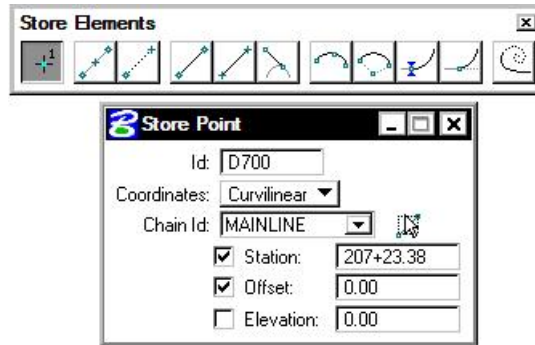 Store Elements
1
Store Point
Id: D700
Coordinates: Curvilinear
Chain Id: MAINLINE
Station: 207+23.38
Offset: 0.00
Elevation: 0.00